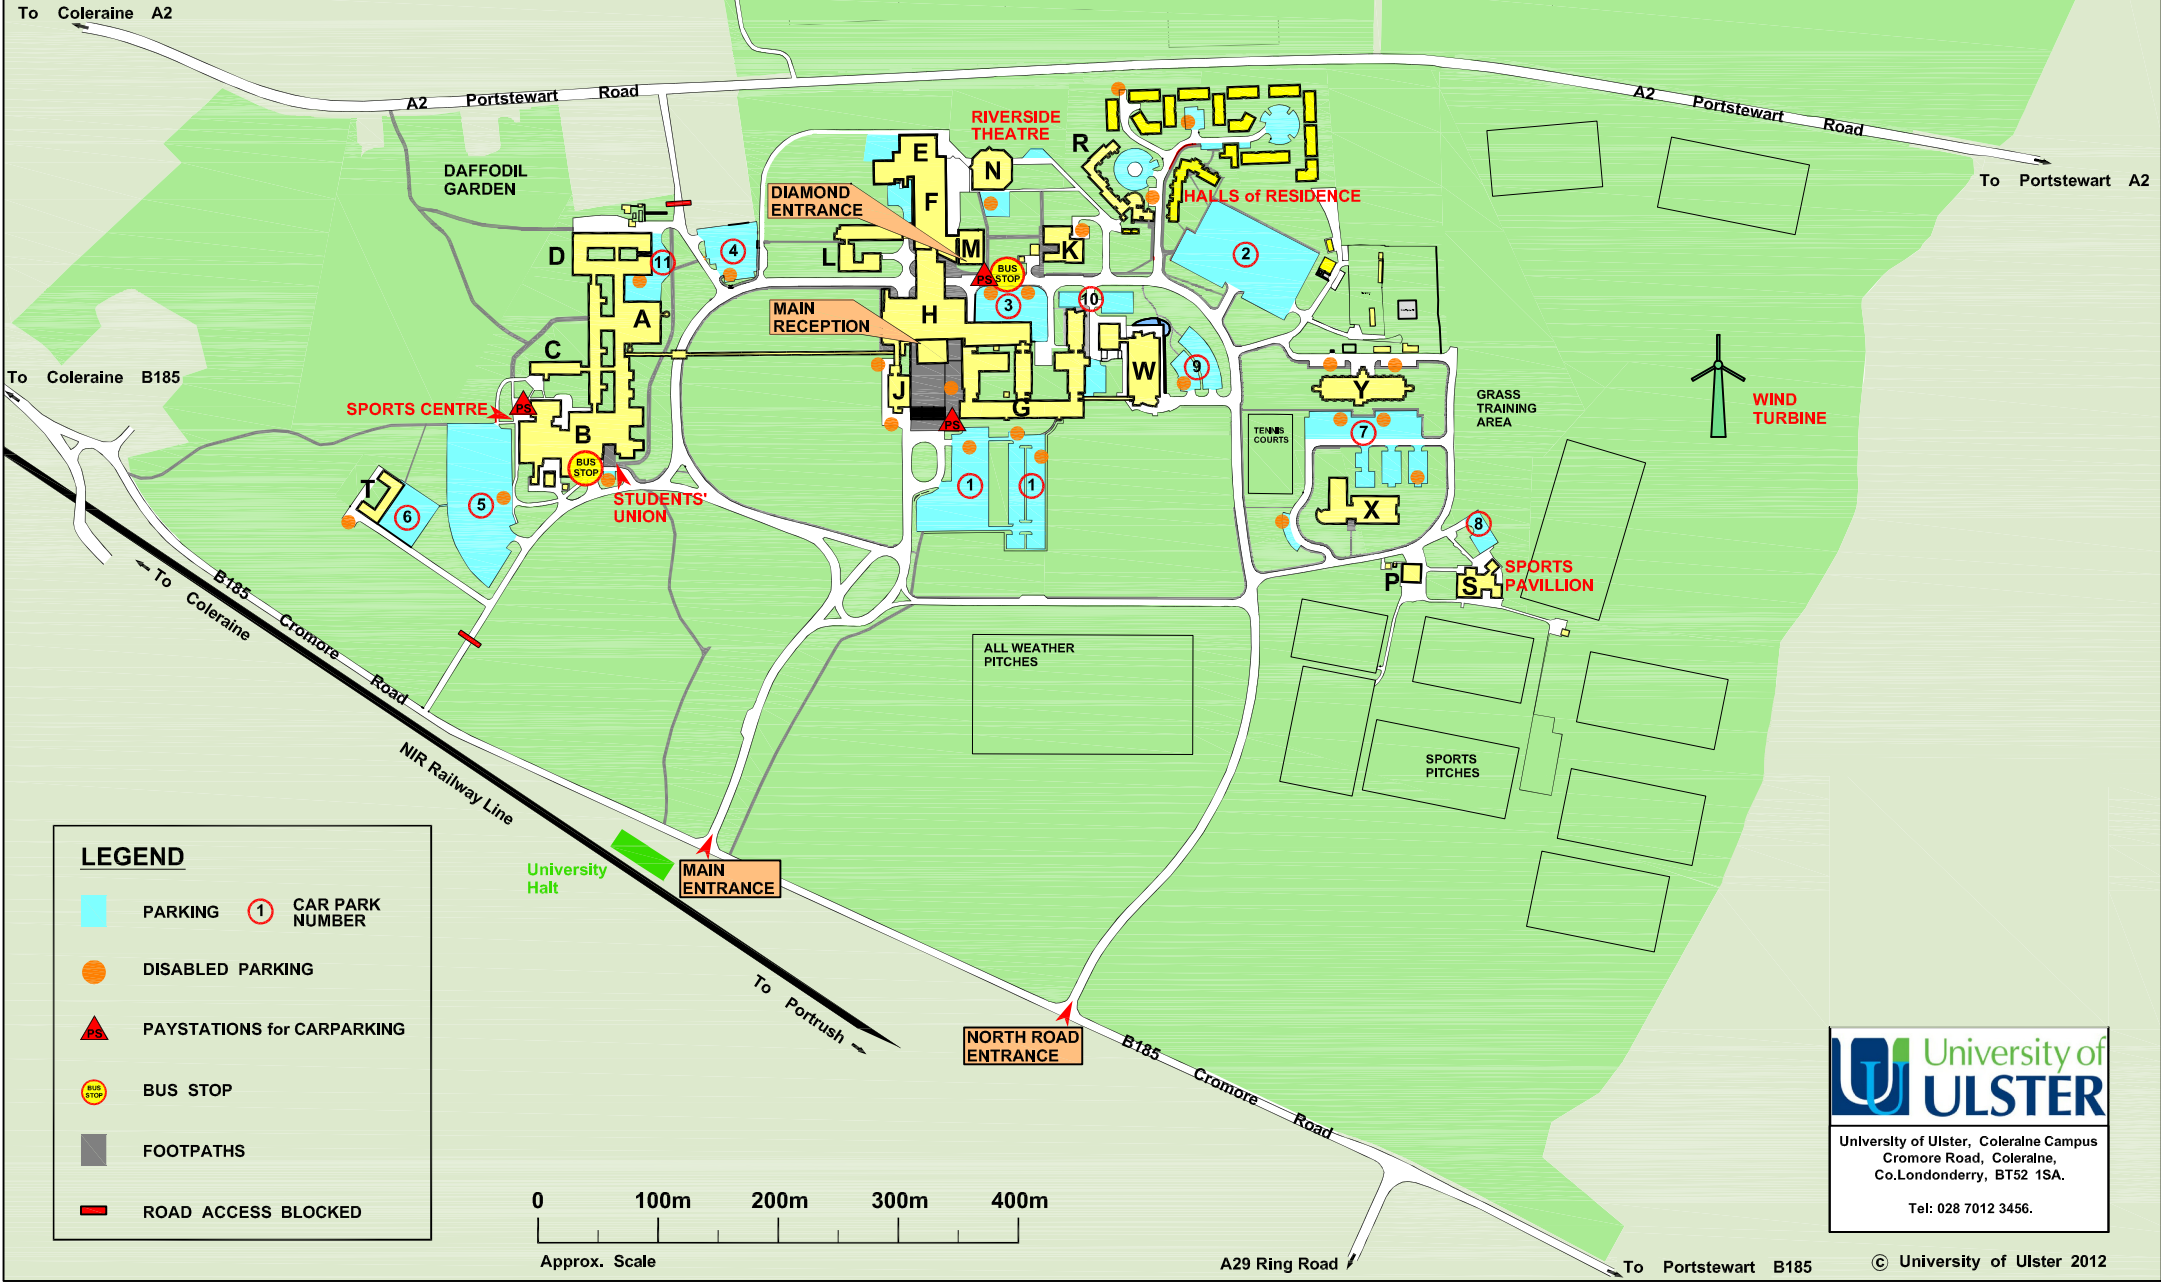 To Coleraine A2
A2 Portstewart Road
A2 Portstewart Road
To Portstewart A2
DAFFODIL
GARDEN
RIVERSIDE
THEATRE
E
N
R
F
DIAMOND
ENTRANCE
HALLS of RESIDENCE
D
11
4
L
M
K
2
PS
BUS
STOP
MAIN
RECEPTION
H
3
10
A
C
To Coleraine B185
SPORTS CENTRE
PS
J
W
9
Y
GRASS
TRAINING
AREA
WIND
TURBINE
G
PS
TENNIS
COURTS
7
B
BUS
STOP
STUDENTS'
UNION
T
6
5
1
1
X
8
P
S
SPORTS
PAVILLION
To Coleraine
B185 Cromore Road
NIR Railway Line
ALL WEATHER
PITCHES
SPORTS
PITCHES
University
Halt
MAIN
ENTRANCE
To Portrush
NORTH ROAD
ENTRANCE
B185 Cromore Road
A29 Ring Road
To Portstewart B185
LEGEND
PARKING
1
CAR PARK
NUMBER
DISABLED PARKING
PS
PAYSTATIONS for CARPARKING
BUS
STOP
BUS STOP
FOOTPATHS
ROAD ACCESS BLOCKED
0 100m 200m 300m 400m
Approx. Scale
University of
ULSTER
University of Ulster, Coleraine Campus
Cromore Road, Coleraine,
Co.Londonderry, BT52 1SA.
Tel: 028 7012 3456.
© University of Ulster 2012